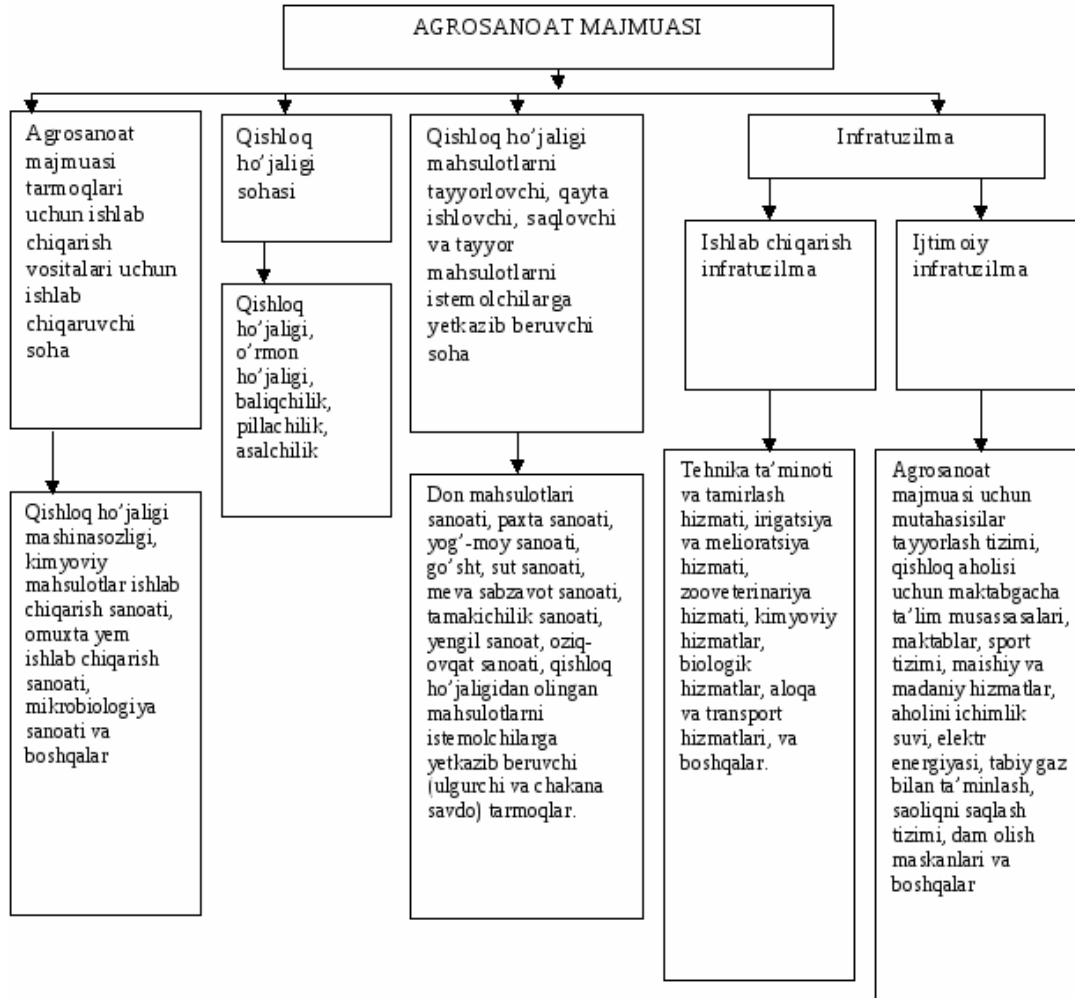 AGROSANOAT MAJMUASI
Agrosanoat
majmuasi
tarmoqlari
uchun ishlab
chiqarish
vositalari uchun
ishlab
chiqaruvchi
soha
Qishloq
ho’jaligi
sohasi
Qishloq ho’jaligi
mahsulotlarni
tayyorlovchi, qayta
ishlovchi, saqlovchi
va tayyor
mahsulotlarni
istemolchilarga
yetkazib beruvchi
soha
Infratuzilma
Ishlab chiqarish
infratuzilma
Ijtimoiy
infratuzilma
Qishloq
ho’jaligi,
o’rmon
ho’jaligi,
baliqchilik,
pillachilik,
asalchilik
Qishloq ho’jaligi
mashinasozligi,
kimyoviy
mahsulotlar ishlab
chiqarish sanoati,
omuxta yem
ishlab chiqarish
sanoati,
mikrobiologiya
sanoati va
boshqalar
Don mahsulotlari
sanoati, paxta sanoati,
yog’-moy sanoati,
go’sht, sut sanoati,
meva sabzavot sanoati,
tamakichilik sanoati,
yengil sanoat, oziq-
ovqat sanoati, qishloq
ho’jaligidan olingan
mahsulotlarni
istemolchilarga
yetkazib beruvchi
(ulgurchi va chakana
savdo) tarmoqlar.
Tehnika ta’minoti
va tamirlash
hizmati, irigatsiya
va melioratsiya
hizmati,
zooveterinariya
hizmati, kimyoviy
hizmatlar,
biologik
hizmatlar, aloqa
va transport
hizmatlari, va
boshqalar.
Agrosanoat
majmuasi uchun
mutahasisilar
tayyorlash tizimi,
qishloq aholisi
uchun maktabgacha
ta’lim musassasalari,
maktablar, sport
tizimi, maishiy va
madaniy hizmatlar,
aholini ichimlik
suvi, elektr
energiyasi, tabiy gaz
bilan ta’minlash,
saoliqni saqlash
tizimi, dam olish
maskanlari va
boshqalar